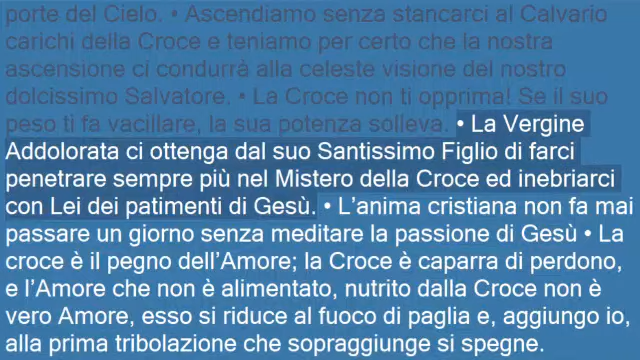 porte del Cielo. • Ascendiamo senza stancarci al Calvario
carichi della Croce e teniamo per certo che la nostra
ascensione ci condurrà alla celeste visione del nostro
dolcissimo Salvatore. • La Croce non ti opprima! Se il suo
peso ti fa vacillare, la sua potenza solleva. • La Vergine
Addolorata ci ottenga dal suo Santissimo Figlio di farci
penetrare sempre più nel Mistero della Croce ed inebriarci
con Lei dei patimenti di Gesù. • L’anima cristiana non fa mai
passare un giorno senza meditare la passione di Gesù • La
croce è il pegno dell’Amore; la Croce è caparra di perdono,
e l’Amore che non è alimentato, nutrito dalla Croce non è
vero Amore, esso si riduce al fuoco di paglia e, aggiungo io,
alla prima tribolazione che sopraggiunge si spegne.